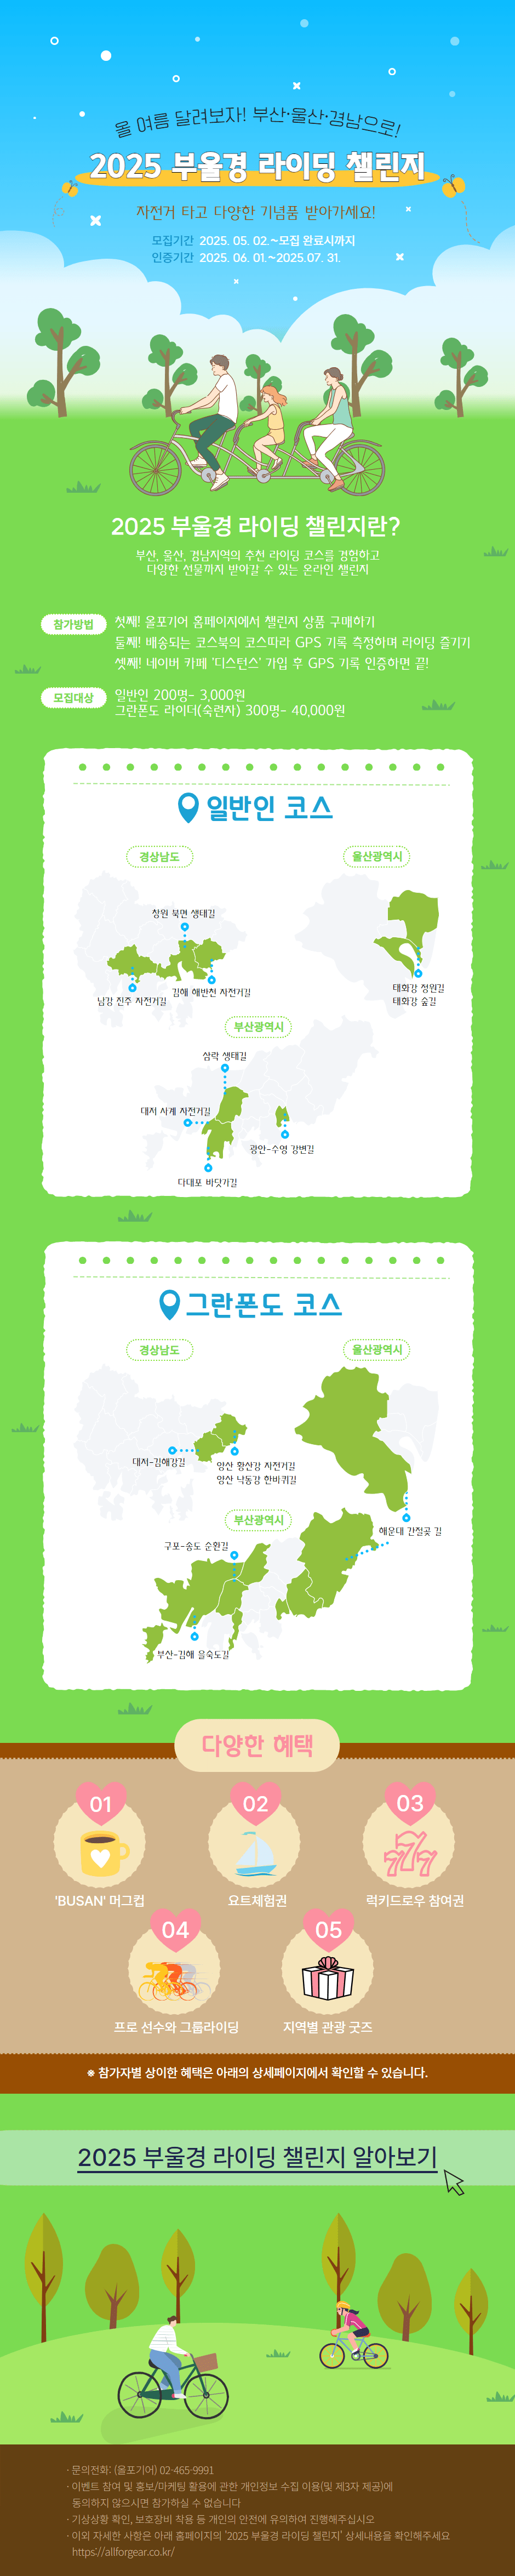 올 여름 달려보자! 부산·울산·경남으로!
2025 부울경 라이딩 챌린지
자전거 타고 다양한 기념품 받아가세요!
모집기간 2025. 05. 02.~모집 완료시까지
인증기간 2025. 06. 01.~2025.07. 31.
2025 부울경 라이딩 챌린지란?
부산, 울산, 경남지역의 추천 라이딩 코스를 경험하고
다양한 선물까지 받아갈 수 있는 온라인 챌린지
참가방법 첫째! 올포기어 홈페이지에서 챌린지 상품 구매하기
둘째! 배송되는 코스북의 코스따라 GPS 기록 측정하며 라이딩 즐기기
셋째! 네이버 카페 '디스턴스' 가입 후 GPS 기록 인증하면 끝!
모집대상 일반인 200명- 3,000원
그란폰도 라이더(숙련자) 300명- 40,000원
일반인 코스
경상남도
울산광역시
창원 북면 생태길
남강 진주 자전거길
김해 해반천 자전거길
태화강 정원길
태화강 숲길
부산광역시
삼락 생태길
대저 사계 자전거길
광안-수영 강변길
다대포 바닷가길
그란폰도 코스
경상남도
울산광역시
대저-김해강길
양산 황산강 자전거길
양산 낙동강 한바퀴길
부산광역시
해운대 간절곶 길
구포-송도 순환길
부산-김해 을숙도길
다양한 혜택
01
02
03
'BUSAN' 머그컵
요트체험권
777
럭키드로우 참여권
04
05
프로 선수와 그룹라이딩
지역별 관광 굿즈
※ 참가자별 상이한 혜택은 아래의 상세페이지에서 확인할 수 있습니다.
2025 부울경 라이딩 챌린지 알아보기
· 문의전화: (올포기어) 02-465-9991
· 이벤트 참여 및 홍보/마케팅 활용에 관한 개인정보 수집 이용(및 제3자 제공)에
동의하지 않으시면 참가하실 수 없습니다
· 기상상황 확인, 보호장비 착용 등 개인의 안전에 유의하여 진행해주십시오
· 이외 자세한 사항은 아래 홈페이지의 '2025 부울경 라이딩 챌린지' 상세내용을 확인해주세요
https://allforgear.co.kr/